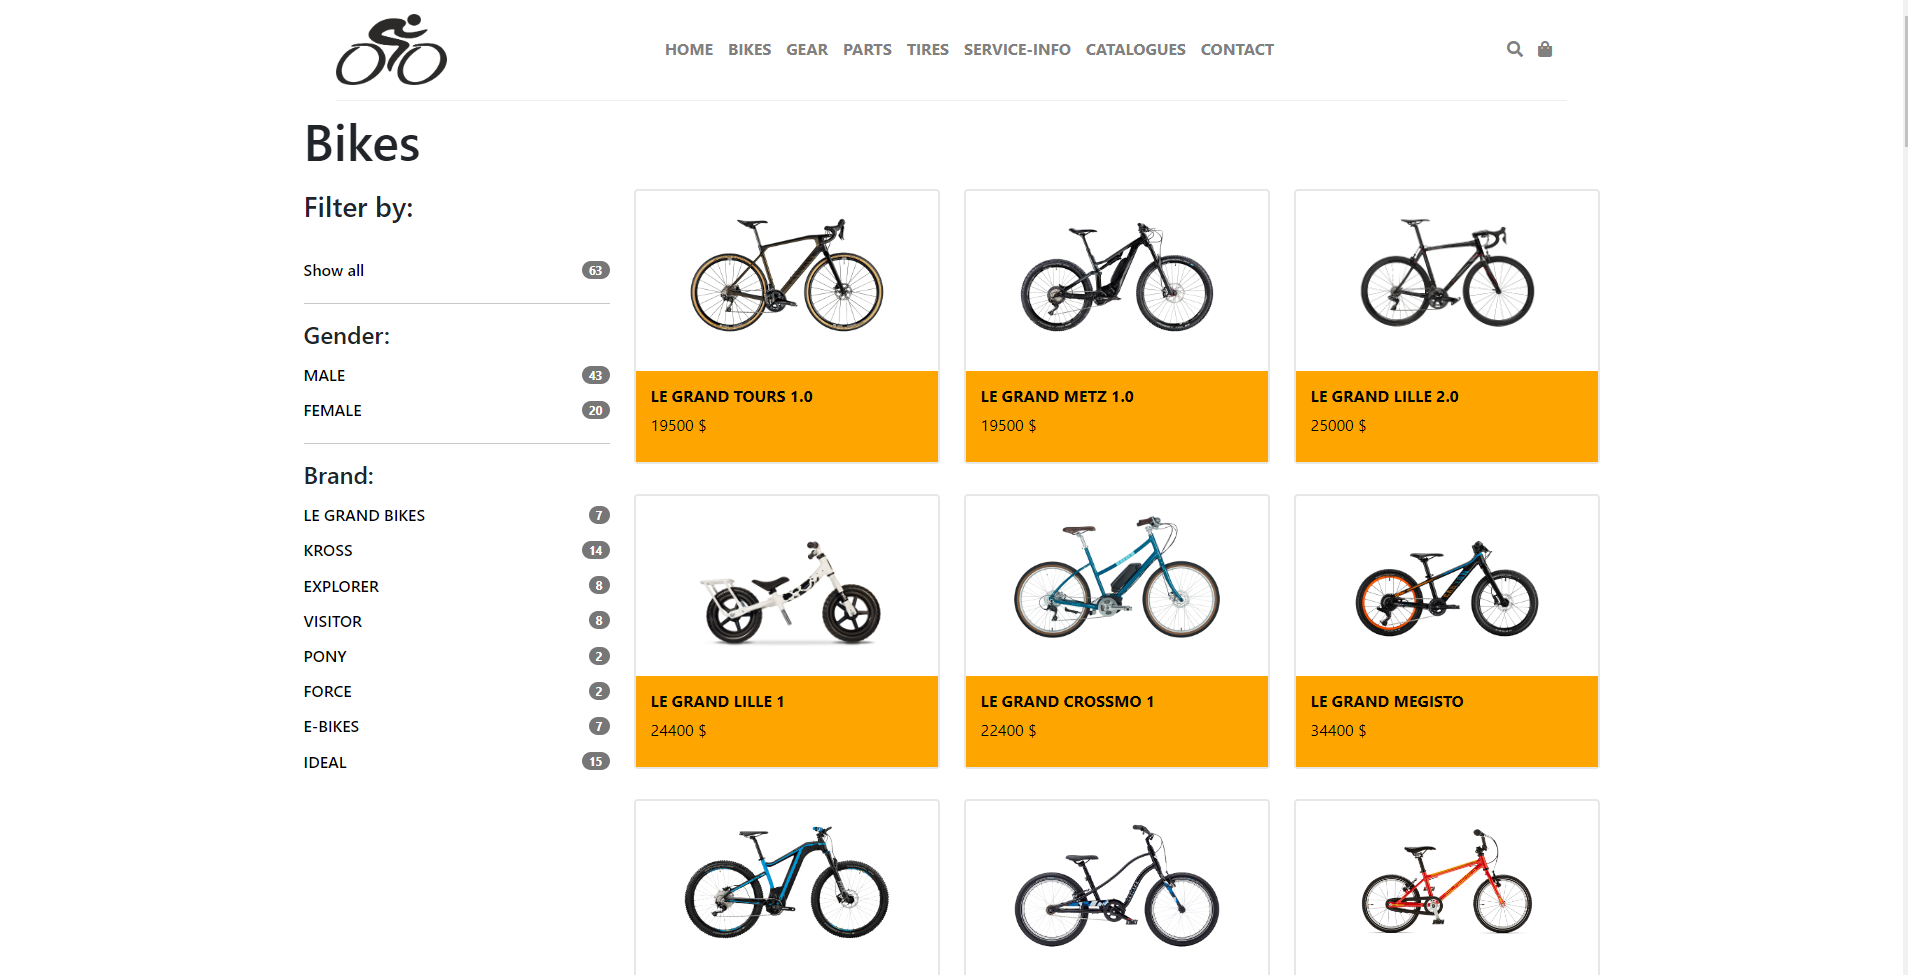 HOME BIKES GEAR PARTS TIRES SERVICE-INFO CATALOGUES CONTACT
Bikes
Filter by:
Show all 63
Gender:
MALE 43
FEMALE 20
Brand:
LE GRAND BIKES 7
KROSS 14
EXPLORER 8
VISITOR 8
PONY 2
FORCE 2
E-BIKES 7
IDEAL 15
LE GRAND TOURS 1.0
19500 $
LE GRAND METZ 1.0
19500 $
LE GRAND LILLE 2.0
25000 $
LE GRAND LILLE 1
24400 $
LE GRAND CROSSMO 1
22400 $
LE GRAND MEGISTO
34400 $